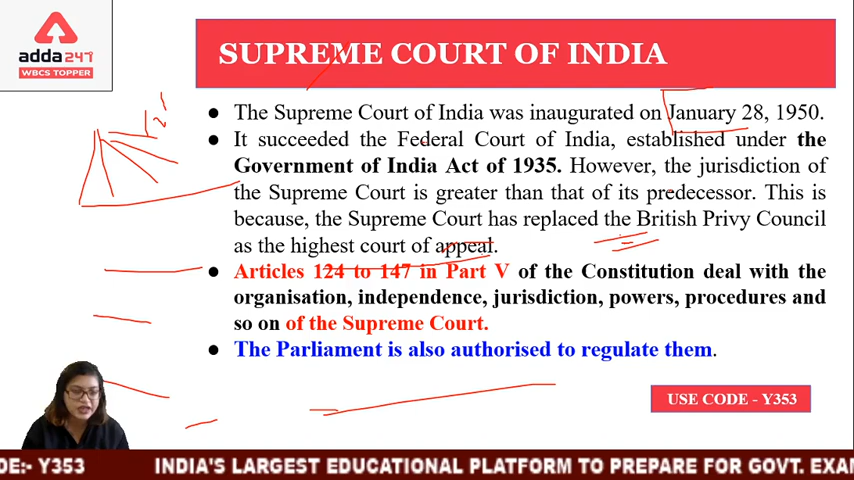 adda247
WBCS TOPPER
SUPREME COURT OF INDIA
● The Supreme Court of India was inaugurated on January 28, 1950.
● It succeeded the Federal Court of India, established under the
Government of India Act of 1935. However, the jurisdiction of
the Supreme Court is greater than that of its predecessor. This is
because, the Supreme Court has replaced the British Privy Council
as the highest court of appeal.
● Articles 124 to 147 in Part V of the Constitution deal with the
organisation, independence, jurisdiction, powers, procedures and
so on of the Supreme Court.
● The Parliament is also authorised to regulate them.
USE CODE - Y353
DE:- Y353 INDIA'S LARGEST EDUCATIONAL PLATFORM TO PREPARE FOR GOVT. EXA